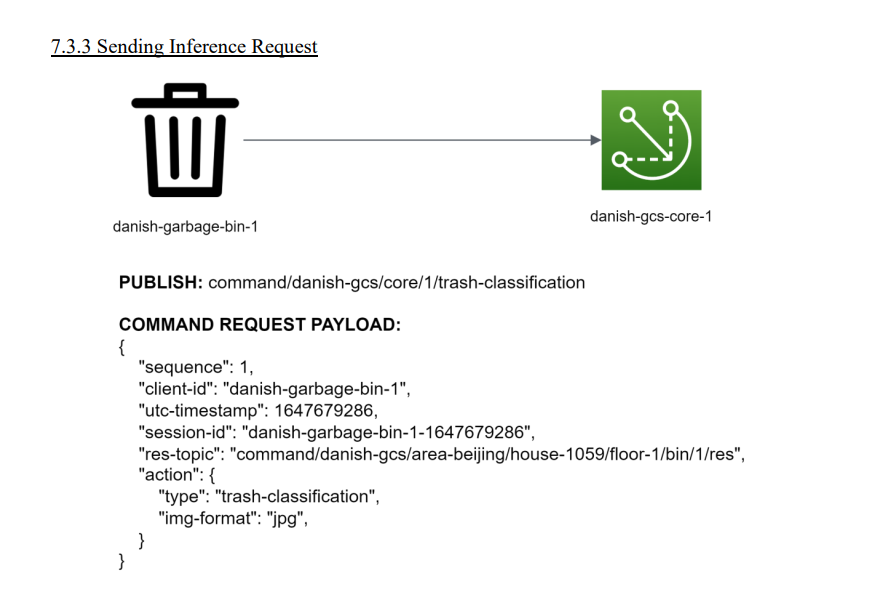 7.3.3 Sending Inference Request
danish-garbage-bin-1
danish-gcs-core-1
PUBLISH: command/danish-gcs/core/1/trash-classification
COMMAND REQUEST PAYLOAD:
{
"sequence": 1,
"client-id": "danish-garbage-bin-1",
"utc-timestamp": 1647679286,
"session-id": "danish-garbage-bin-1-1647679286",
"res-topic": "command/danish-gcs/area-beijing/house-1059/floor-1/bin/1/res",
"action": {
"type": "trash-classification",
"img-format": "jpg",
}
}